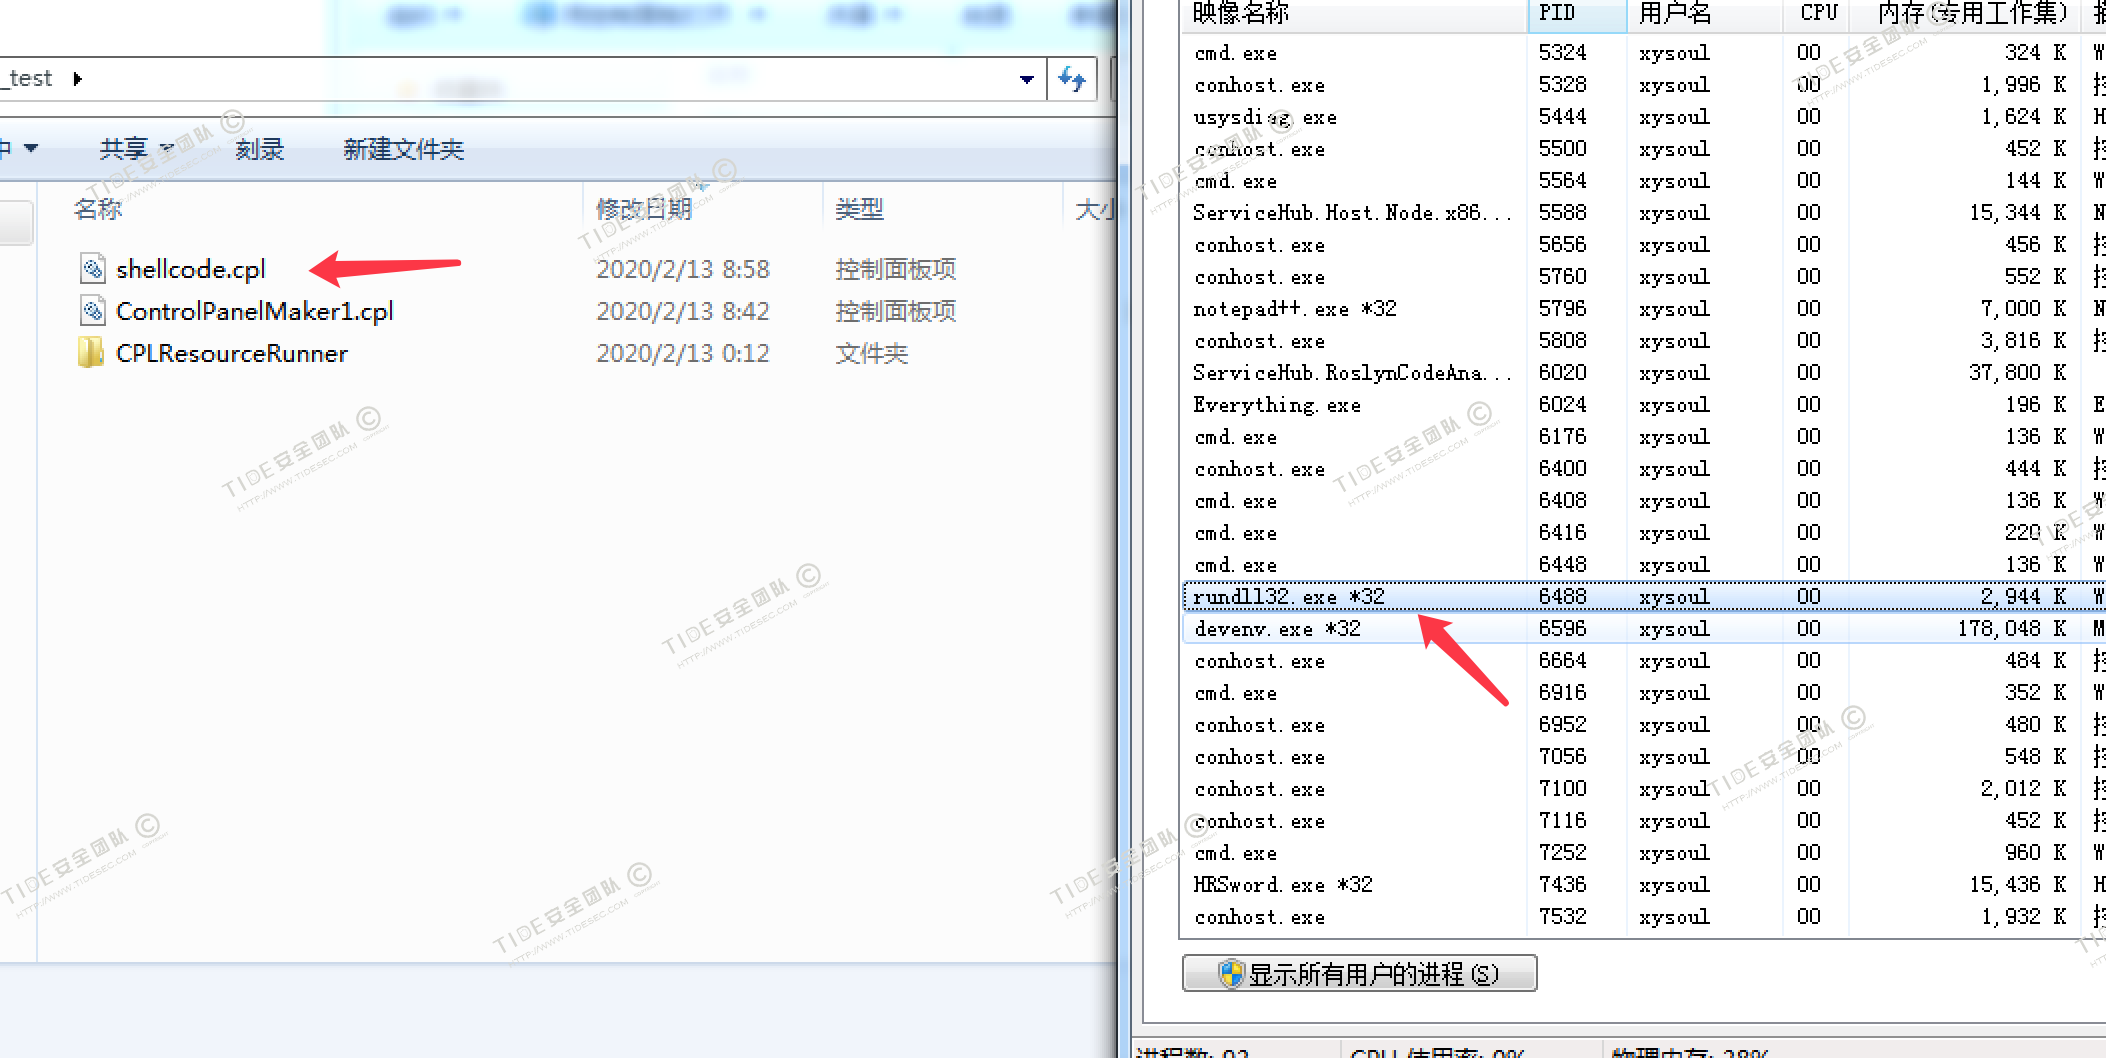 _test
共享
刻录
新建文件夹
名称 修改日期 类型 大小
shellcode.cpl 2020/2/13 8:58 控制面板项
ControlPanelMaker1.cpl 2020/2/13 8:42 控制面板项
CPLResourceRunner 2020/2/13 0:12 文件夹
映像名称 PID 用户名 CPU 内存(专用工作集)
cmd.exe 5324 xysoul 00 324 K W
conhost.exe 5328 xysoul 00 1,996 K 控
usysdiag.exe 5444 xysoul 00 1,624 K H
conhost.exe 5500 xysoul 00 452 K 控
cmd.exe 5564 xysoul 00 144 K W
ServiceHub.Host.Node.x86... 5588 xysoul 00 15,344 K N
conhost.exe 5656 xysoul 00 456 K 控
conhost.exe 5760 xysoul 00 552 K 控
notepad++.exe *32 5796 xysoul 00 7,000 K N
conhost.exe 5808 xysoul 00 3,816 K 控
ServiceHub.RoslynCodeAna... 6020 xysoul 00 37,800 K
Everything.exe 6024 xysoul 00 196 K E
cmd.exe 6176 xysoul 00 136 K W
conhost.exe 6400 xysoul 00 444 K 控
cmd.exe 6408 xysoul 00 136 K W
cmd.exe 6416 xysoul 00 220 K W
cmd.exe 6448 xysoul 00 136 K W
rundll32.exe *32 6488 xysoul 00 2,944 K W
devenv.exe *32 6596 xysoul 00 178,048 K M
conhost.exe 6664 xysoul 00 484 K 控
cmd.exe 6916 xysoul 00 352 K W
conhost.exe 6952 xysoul 00 480 K 控
conhost.exe 7056 xysoul 00 548 K 控
conhost.exe 7100 xysoul 00 2,012 K 控
conhost.exe 7116 xysoul 00 452 K 控
cmd.exe 7252 xysoul 00 960 K W
HRSword.exe *32 7436 xysoul 00 15,436 K H
conhost.exe 7532 xysoul 00 1,932 K 控
显示所有用户的进程(S)
进程数: 92 CPU 使用率: 0% 物理内存: 38%
TIDE安全团队 ©
HTTP://WWW.TIDESEC.COM